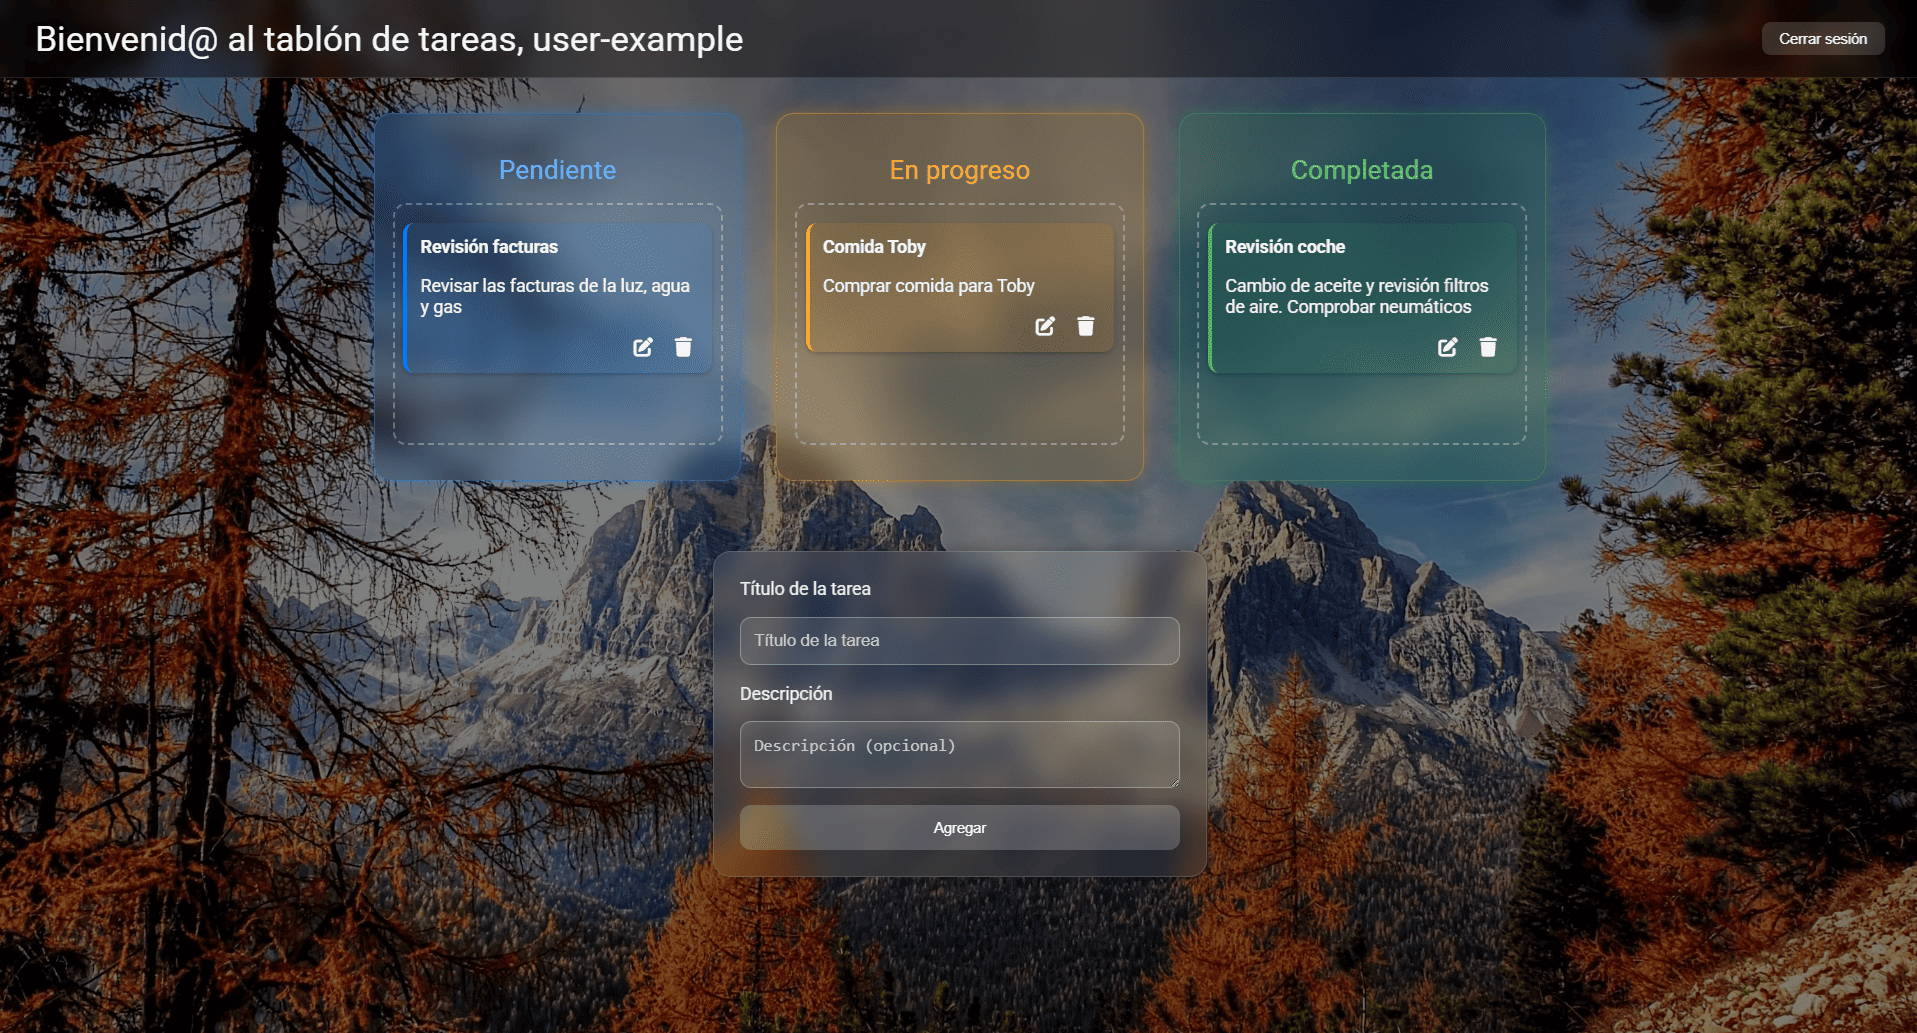 Bienvenid@ al tablón de tareas, user-example
Cerrar sesión
Pendiente
Revisión facturas
Revisar las facturas de la luz, agua
y gas
En progreso
Comida Toby
Comprar comida para Toby
Completada
Revisión coche
Cambio de aceite y revisión filtros
de aire. Comprobar neumáticos
Título de la tarea
Título de la tarea
Descripción
Descripción (opcional)
Agregar